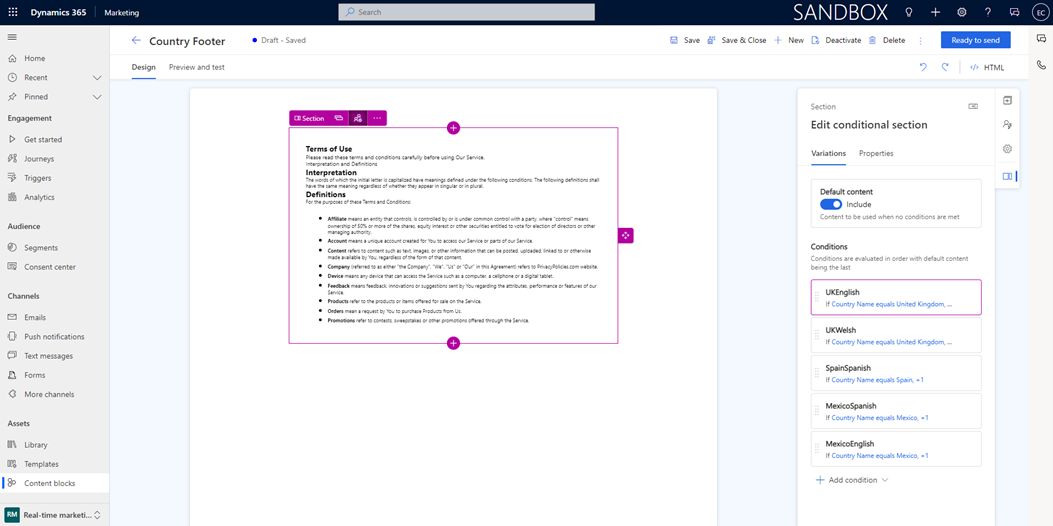 Dynamics 365 Marketing Search SANDBOX EC
Country Footer Draft - Saved Save Save & Close New Deactivate Delete Ready to send
Design Preview and test HTML
Home
Recent
Pinned
Engagement
Get started
Journeys
Triggers
Analytics
Audience
Segments
Consent center
Channels
Emails
Push notifications
Text messages
Forms
More channels
Assets
Library
Templates
Content blocks
RM Real-time marketi...
Section
Terms of Use
Please read these terms and conditions carefully before using Our Service.
Interpretation and Definitions
Interpretation
The words of which the initial letter is capitalized have meanings defined under the following conditions. The following definitions shall
have the same meaning regardless of whether they appear in singular or in plural.
Definitions
For the purposes of these Terms and Conditions:
Affiliate means an entity that controls, is controlled by or is under common control with a party, where "control" means
ownership of 50% or more of the shares, equity interest or other securities entitled to vote for election of directors or other
managing authority.
Account means a unique account created for You to access our Service or parts of our Service.
Content refers to content such as text, images, or other information that can be posted, uploaded, linked to or otherwise
made available by You, regardless of the form of that content.
Company (referred to as either "the Company", "We", "Us" or "Our" in this Agreement) refers to PrivacyPolicies.com website.
Device means any device that can access the Service such as a computer, a cellphone or a digital tablet.
Feedback means feedback, innovations or suggestions sent by You regarding the attributes, performance or features of our
Service.
Products refer to the products or items offered for sale on the Service.
Orders mean a request by You to purchase Products from Us.
Promotions refer to contests, sweepstakes or other promotions offered through the Service.
Section
Edit conditional section
Variations Properties
Default content
Include
Content to be used when no conditions are met
Conditions
Conditions are evaluated in order with default content
being the last
UKEnglish
If Country Name equals United Kingdom, ...
UKWelsh
If Country Name equals United Kingdom, ...
SpainSpanish
If Country Name equals Spain, +1
MexicoSpanish
If Country Name equals Mexico, +1
MexicoEnglish
If Country Name equals Mexico, +1
Add condition